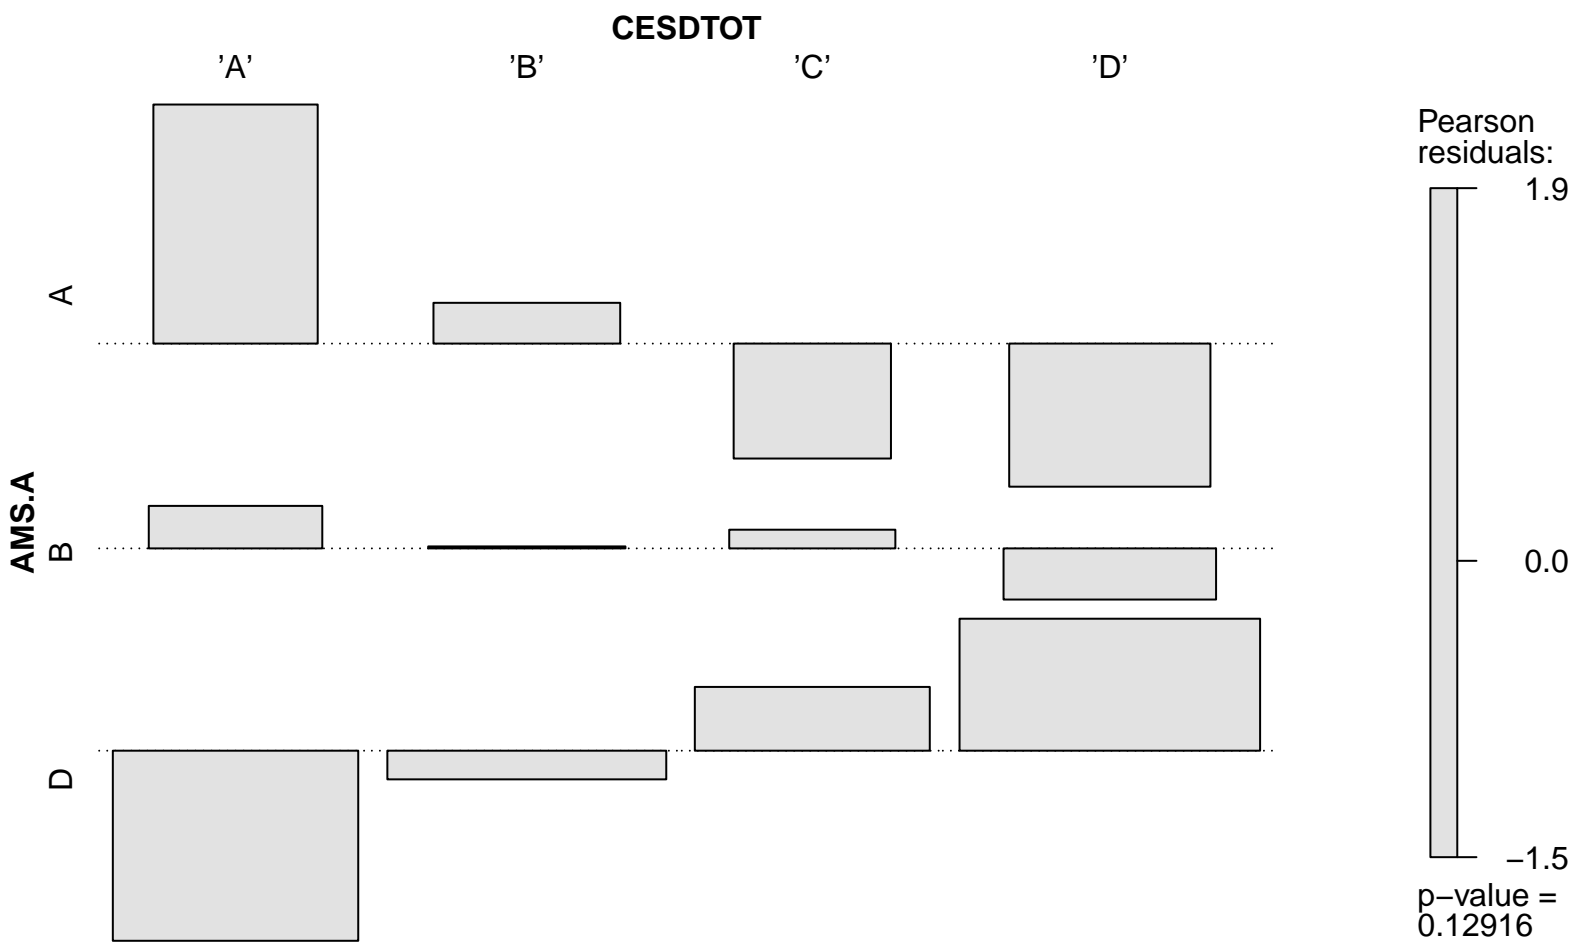 CESDTOT
’A’ ’B’ ’C’ ’D’
AMS.A
A
B
D
Pearson
residuals:
1.9
0.0
−1.5
p−value =
0.12916